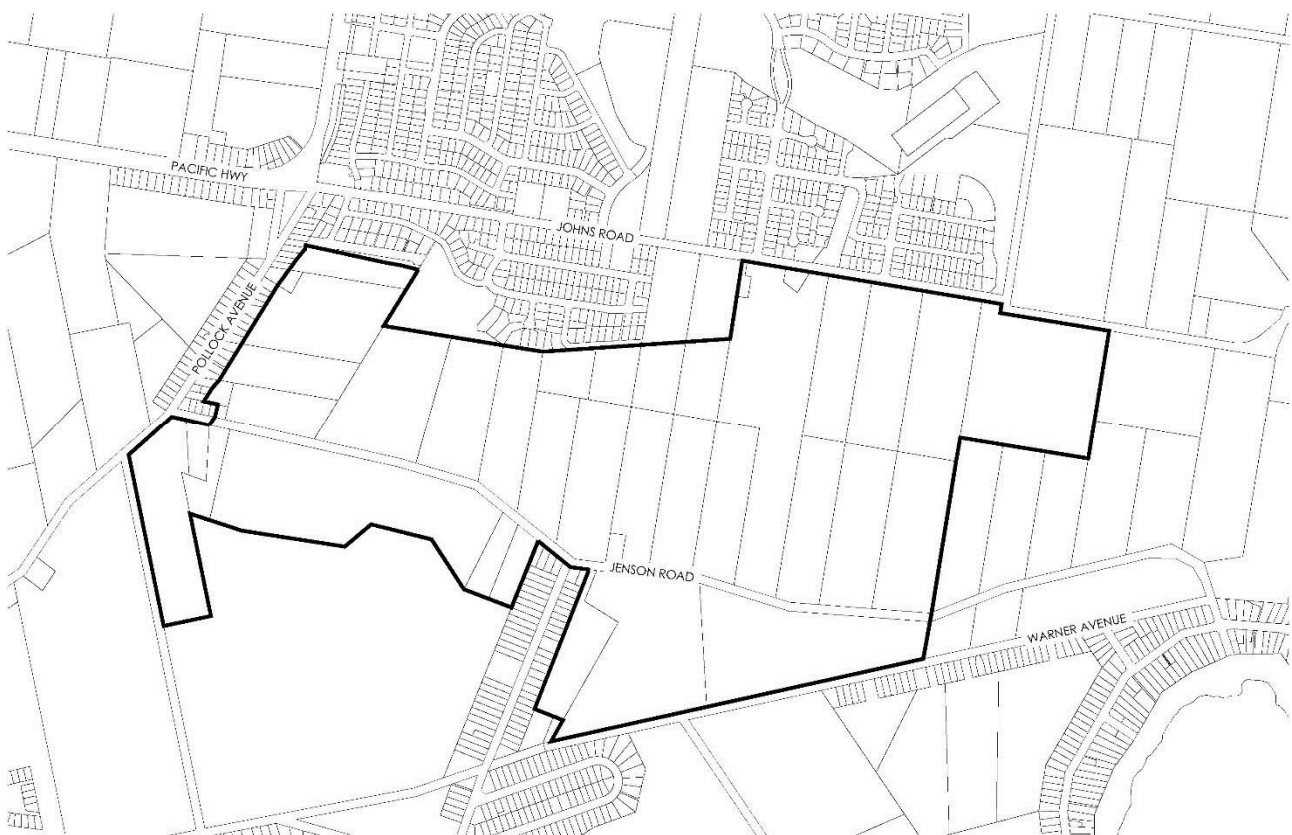 PACIFIC HWY
JOHNS ROAD
POLLOCK AVENUE
JENSON ROAD
WARNER AVENUE